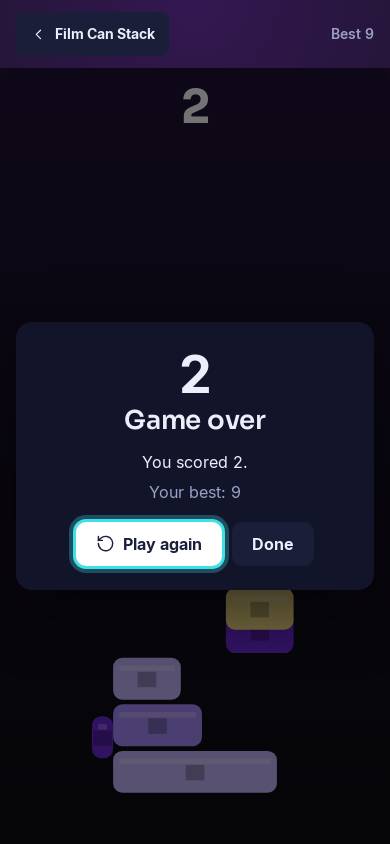 Film Can Stack
Best 9
2
2
Game over
You scored 2.
Your best: 9
Play again
Done